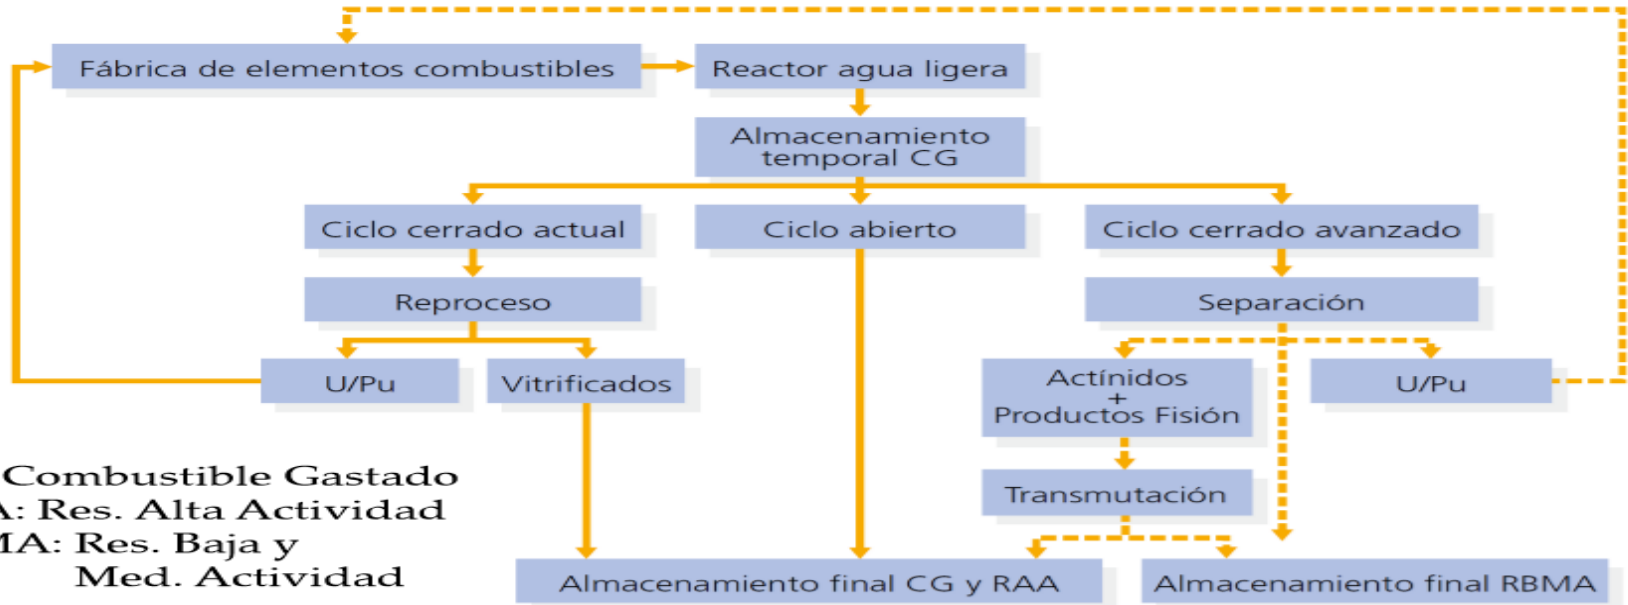 Fábrica de elementos combustibles
Reactor agua ligera
Almacenamiento
temporal CG
Ciclo cerrado actual
Ciclo abierto
Ciclo cerrado avanzado
Reproceso
Separación
U/Pu
Vitrificados
Actínidos
+
Productos Fisión
U/Pu
Transmutación
Combustible Gastado
A: Res. Alta Actividad
MA: Res. Baja y
Med. Actividad
Almacenamiento final CG y RAA
Almacenamiento final RBMA